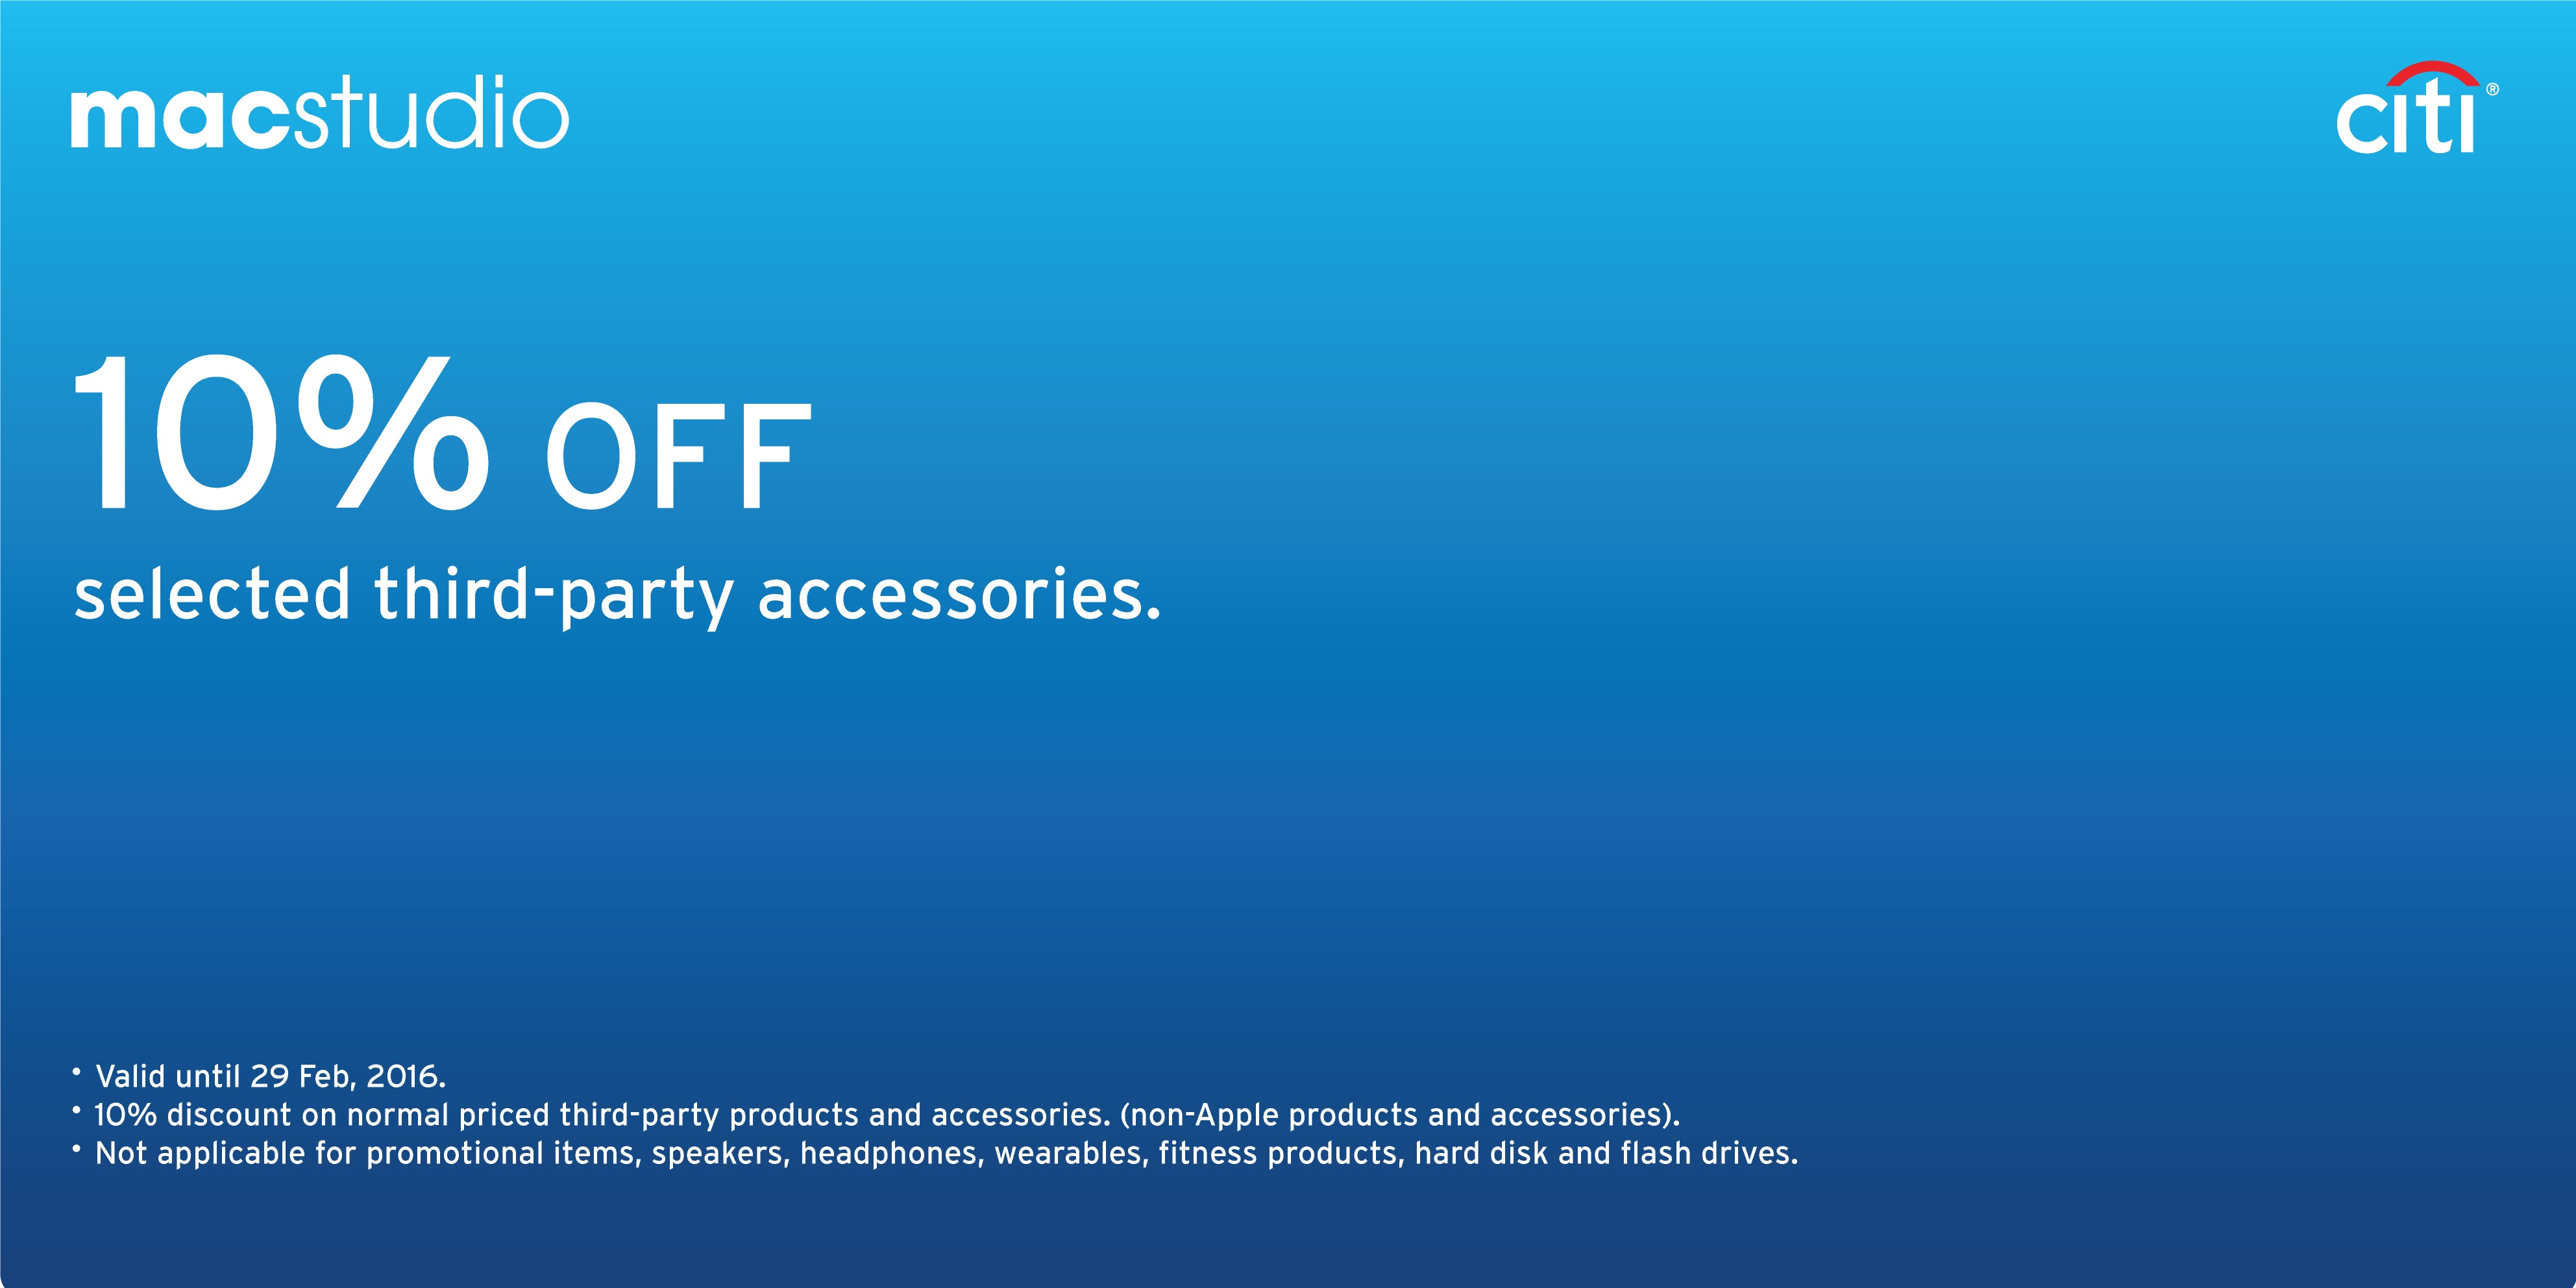 macstudio
citi®
10% OFF
selected third-party accessories.
• Valid until 29 Feb, 2016.
• 10% discount on normal priced third-party products and accessories. (non-Apple products and accessories).
• Not applicable for promotional items, speakers, headphones, wearables, fitness products, hard disk and flash drives.